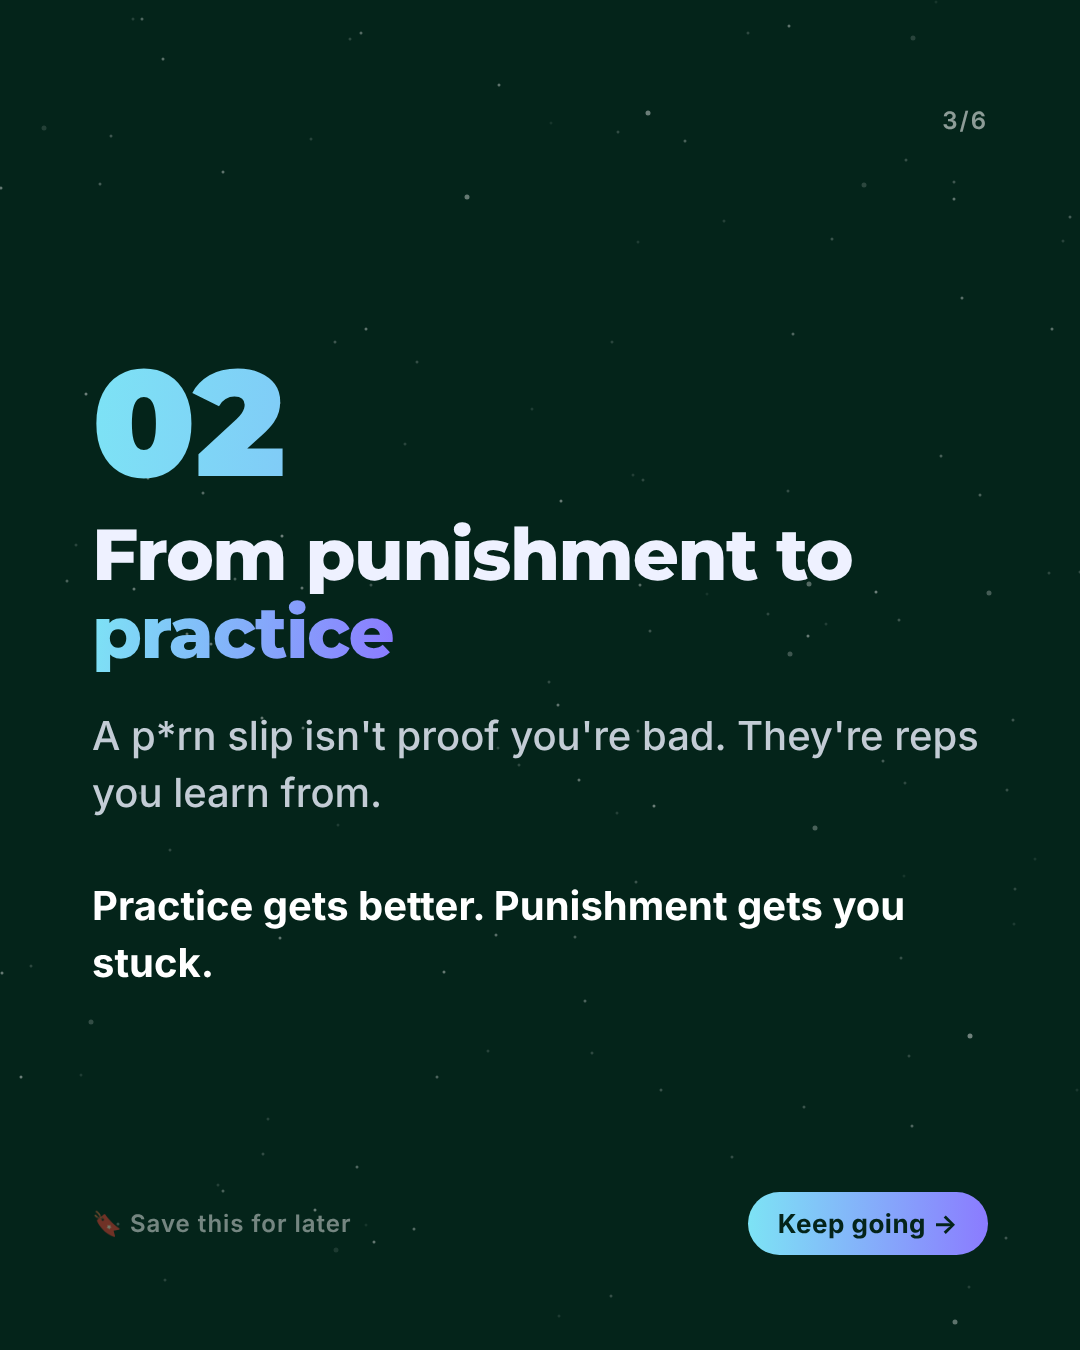 3/6
02
From punishment to
practice
A p*rn slip isn't proof you're bad. They're reps
you learn from.
Practice gets better. Punishment gets you
stuck.
🔖 Save this for later
Keep going →